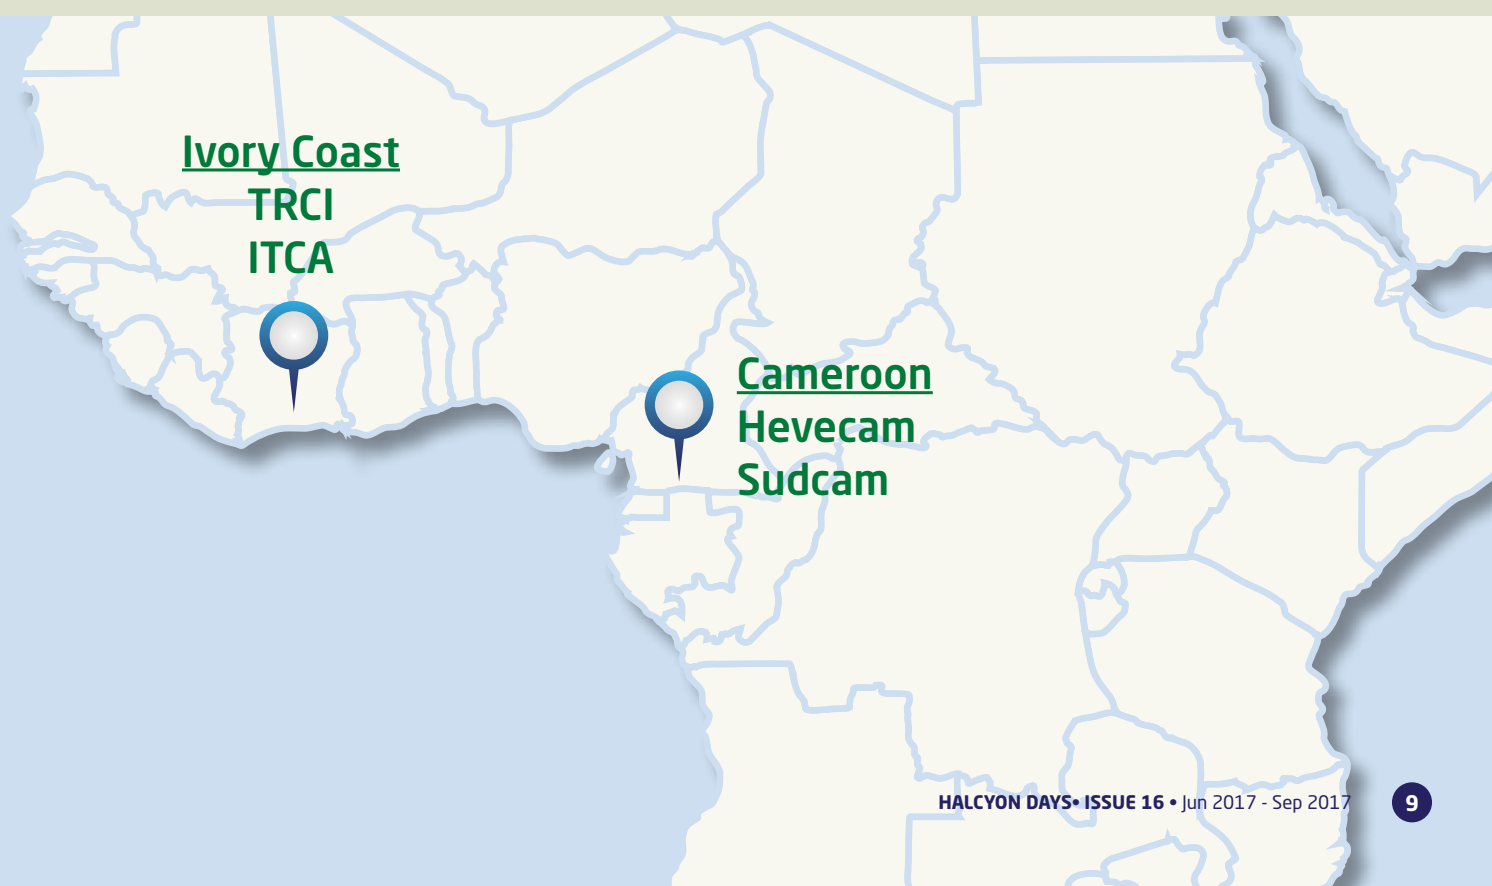 Ivory Coast
TRCI
ITCA
Cameroon
Hevecam
Sudcam
HALCYON DAYS• ISSUE 16 • Jun 2017 - Sep 2017
9